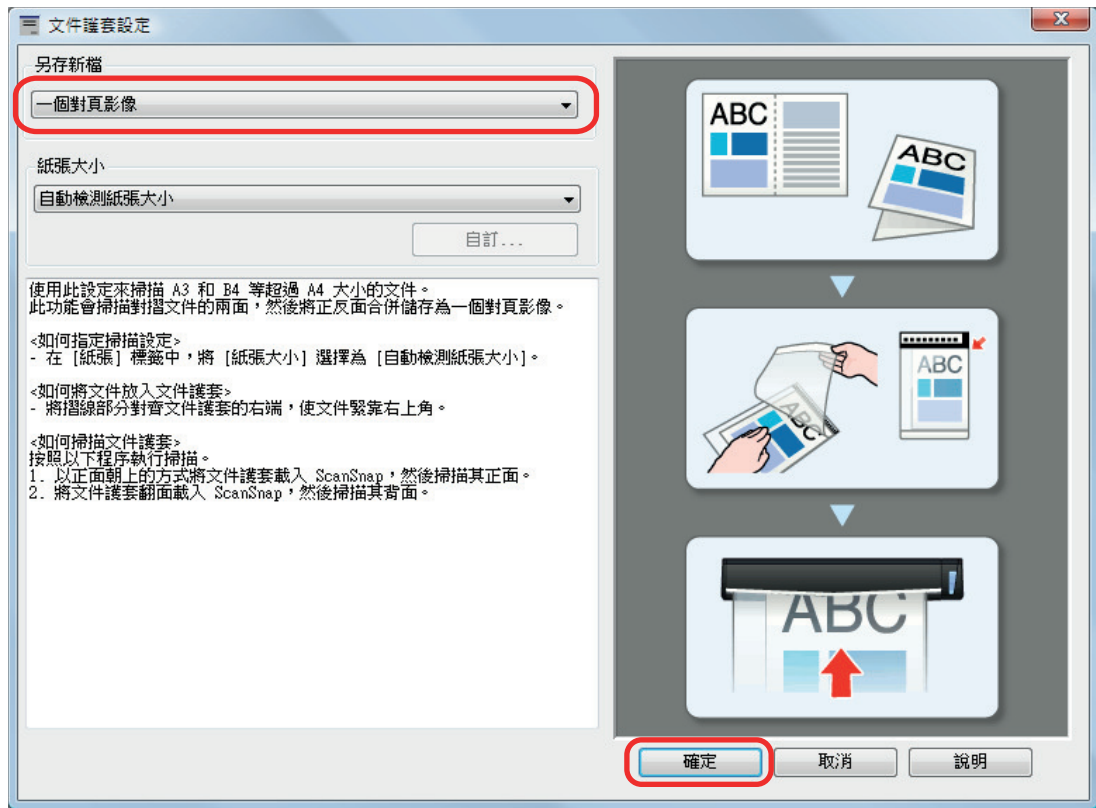 文件護套設定
另存新檔
一個對頁影像
紙張大小
自動檢測紙張大小
自訂...
使用此設定來掃描 A3 和 B4 等超過 A4 大小的文件。
此功能會掃描對摺文件的兩面，然後將正反面合併儲存為一個對頁影像。
<如何指定掃描設定>
- 在 [紙張] 標籤中，將 [紙張大小] 選擇為 [自動檢測紙張大小]。
<如何將文件放入文件護套>
- 將摺線部分對齊文件護套的右端，使文件緊靠右上角。
<如何掃描文件護套>
按照以下程序執行掃描。
1. 以正面朝上的方式將文件護套載入 ScanSnap，然後掃描其正面。
2. 將文件護套翻面載入 ScanSnap，然後掃描其背面。
ABC
ABC
ABC
ABC
ABC
確定
取消
說明